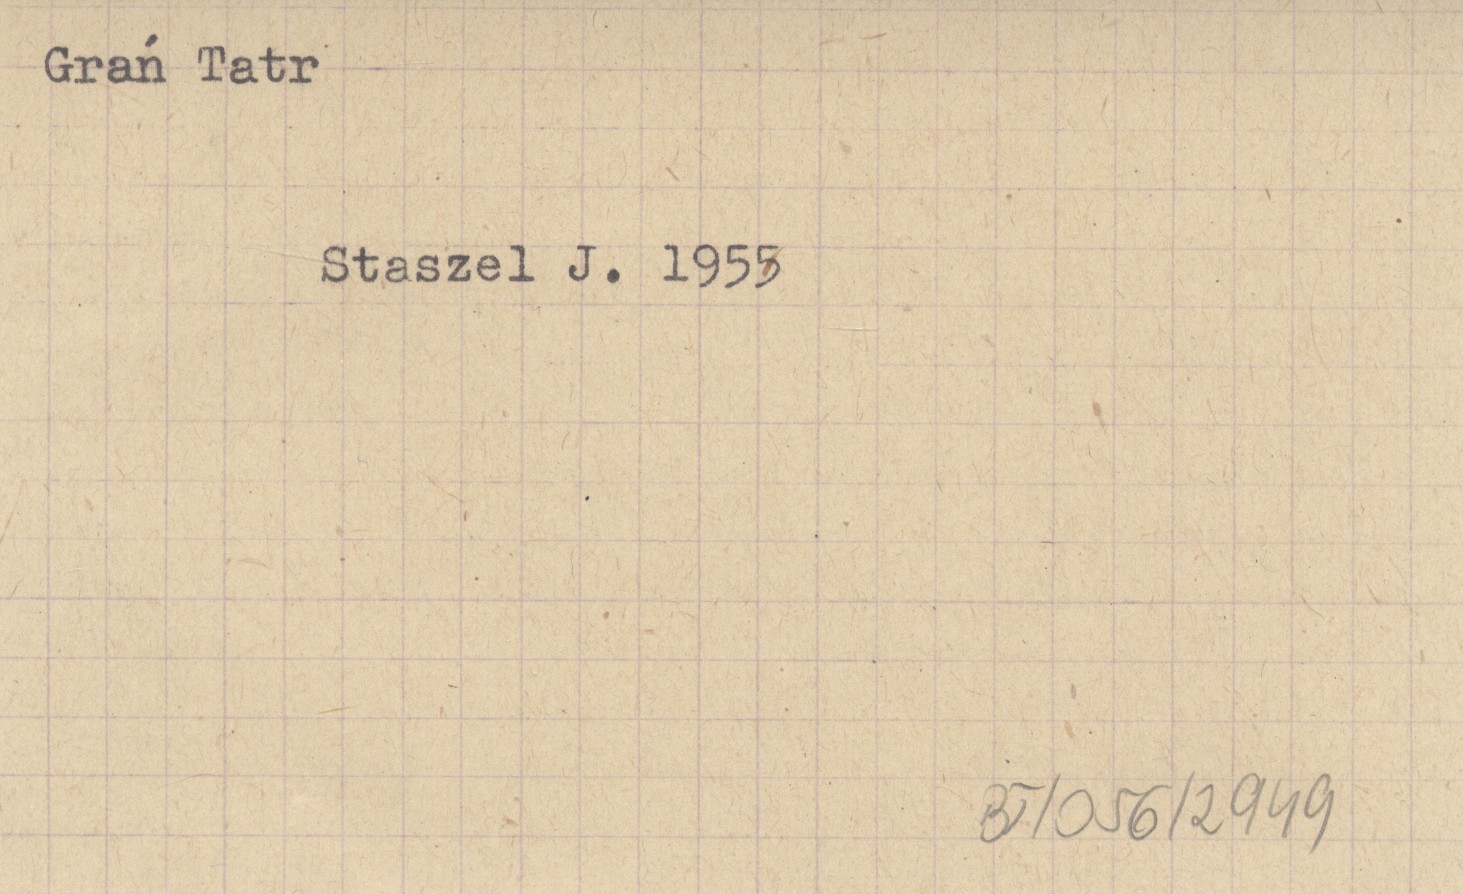 Grań Tatr
Staszel J. 1955
BT/056/2949